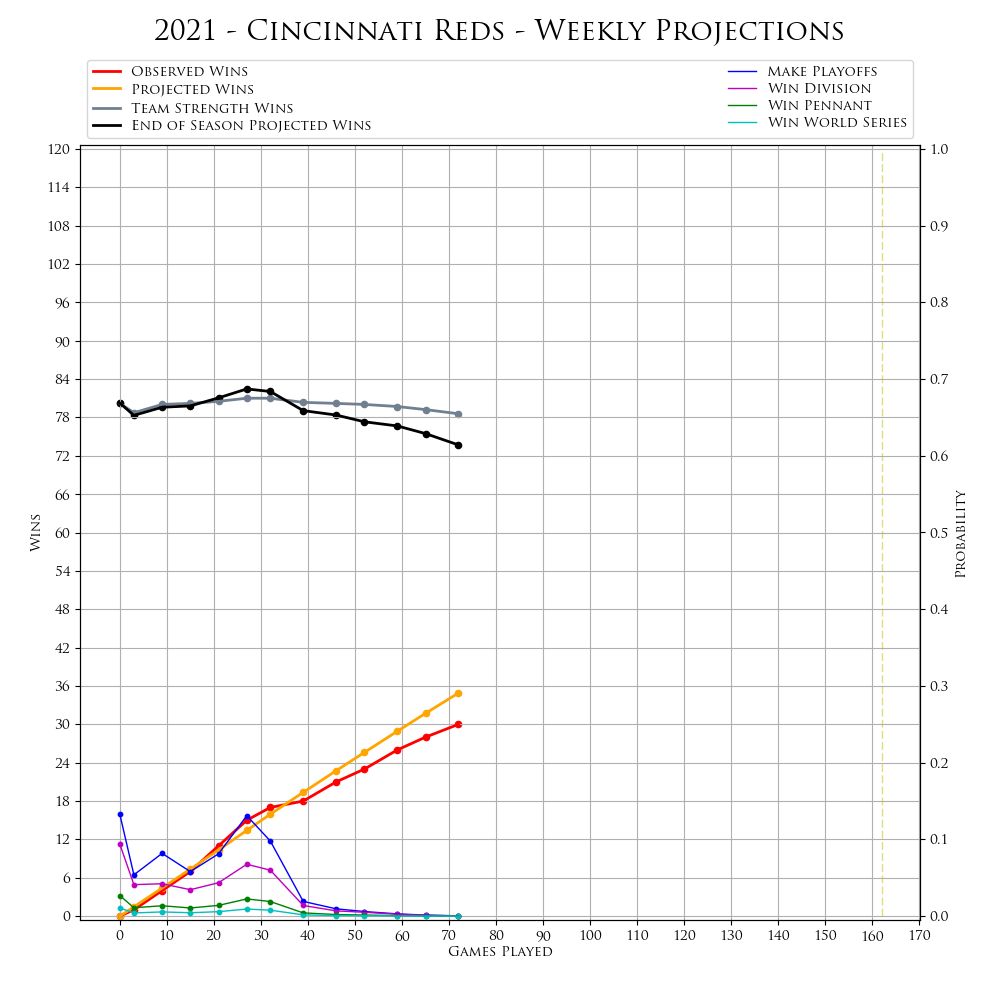 2021 - Cincinnati Reds - Weekly Projections
Observed Wins
Projected Wins
Team Strength Wins
End of Season Projected Wins
Make Playoffs
Win Division
Win Pennant
Win World Series
120
114
108
102
96
90
84
78
72
66
60
54
48
42
36
30
24
18
12
6
0
Wins
1.0
0.9
0.8
0.7
0.6
0.5
0.4
0.3
0.2
0.1
0.0
Probability
0 10 20 30 40 50 60 70 80 90 100 110 120 130 140 150 160 170
Games Played